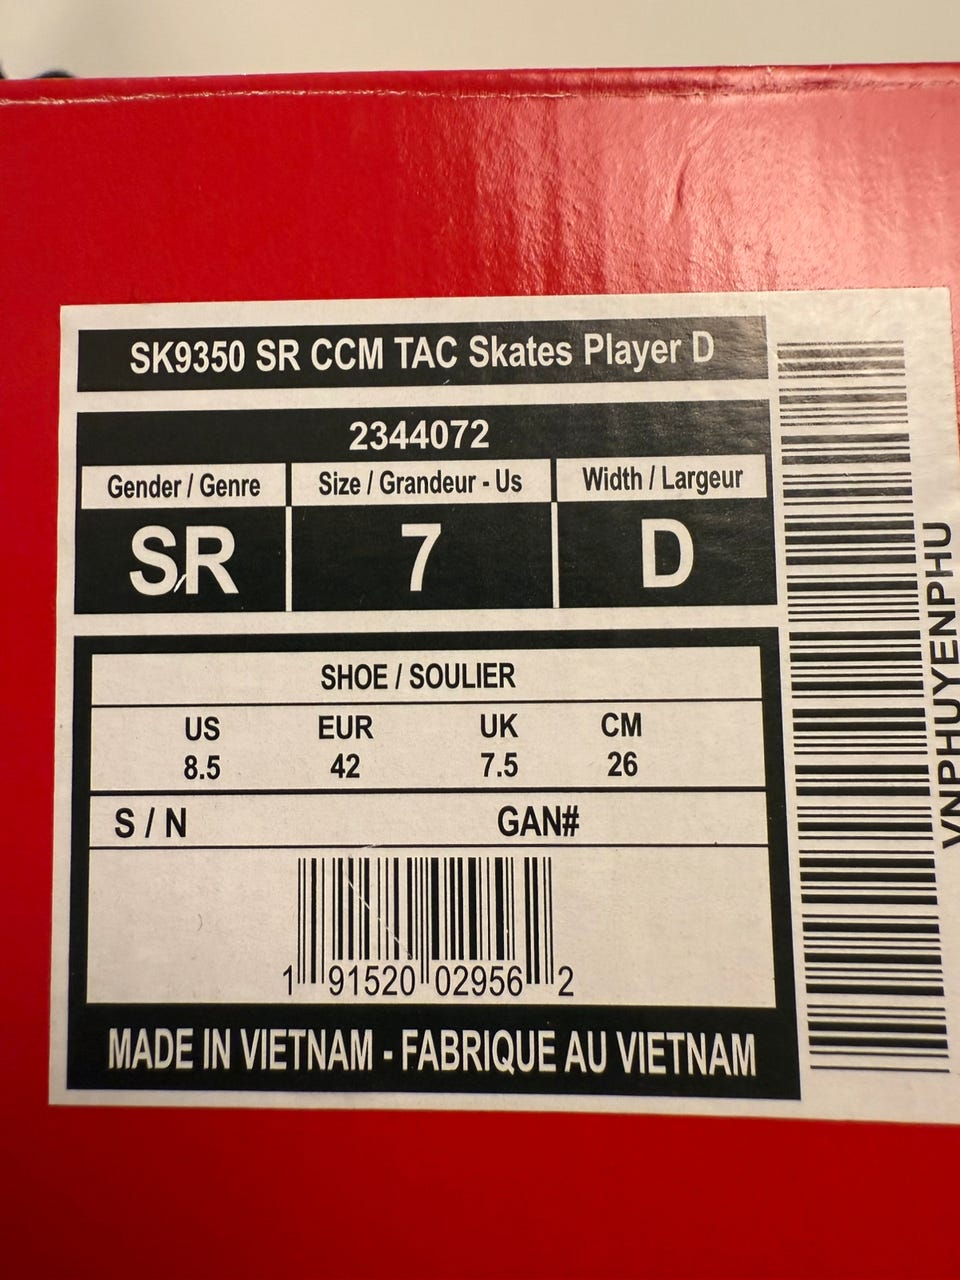 SK9350 SR CCM TAC Skates Player D
2344072
Gender / Genre Size / Grandeur - Us Width / Largeur
SR 7 D
SHOE / SOULIER
US EUR UK CM
8.5 42 7.5 26
S / N GAN#
1 91520 02956 2
MADE IN VIETNAM - FABRIQUE AU VIETNAM
VNPHUYENPHU